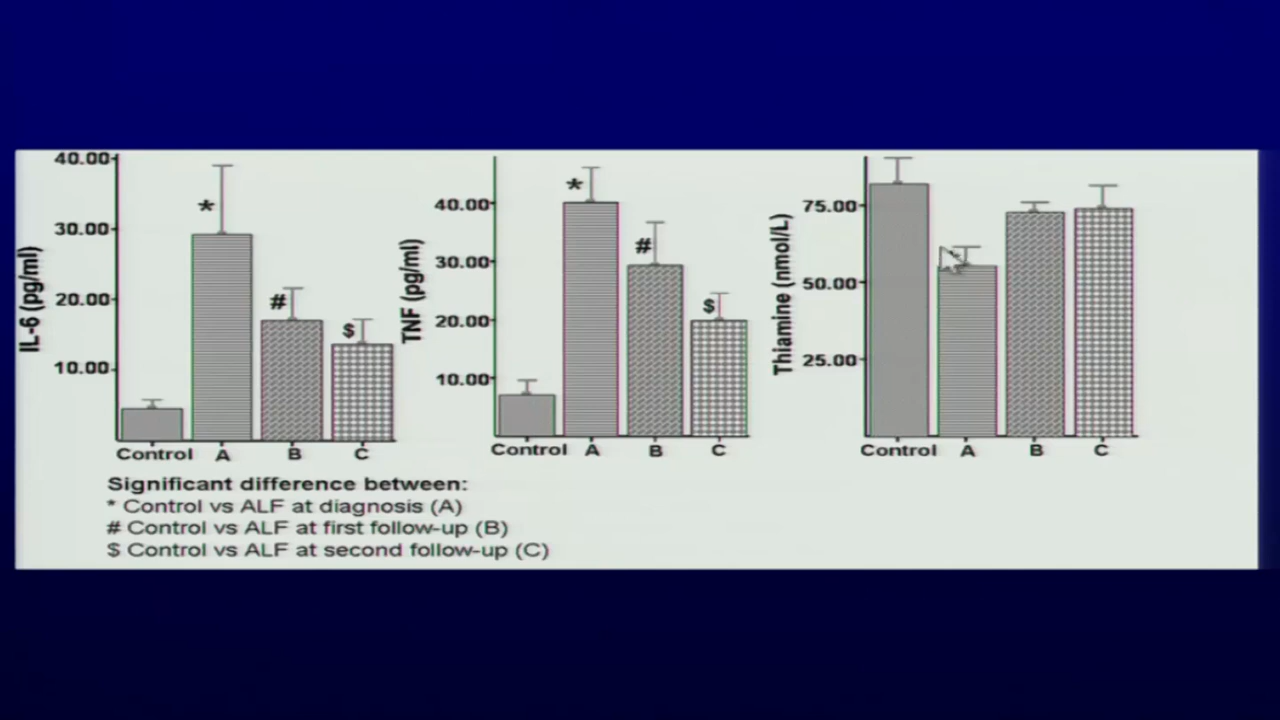 IL-6 (pg/ml)
40.00
30.00
20.00
10.00
*
#
$
Control A B C
TNF (pg/ml)
40.00
30.00
20.00
10.00
*
#
$
Control A B C
Thiamine (nmol/L)
75.00
50.00
25.00
Control A B C
Significant difference between:
* Control vs ALF at diagnosis (A)
# Control vs ALF at first follow-up (B)
$ Control vs ALF at second follow-up (C)